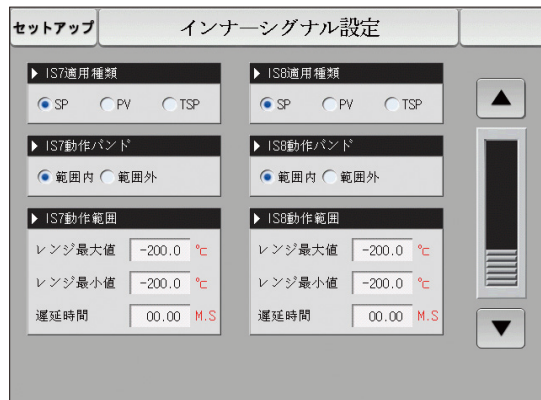 セットアップ インナーシグナル設定
▶ IS7適用種類
SP PV TSP
▶ IS7動作バンド
範囲内 範囲外
▶ IS7動作範囲
レンジ最大値 -200.0 ℃
レンジ最小値 -200.0 ℃
遅延時間 00.00 M.S
▶ IS8適用種類
SP PV TSP
▶ IS8動作バンド
範囲内 範囲外
▶ IS8動作範囲
レンジ最大値 -200.0 ℃
レンジ最小値 -200.0 ℃
遅延時間 00.00 M.S